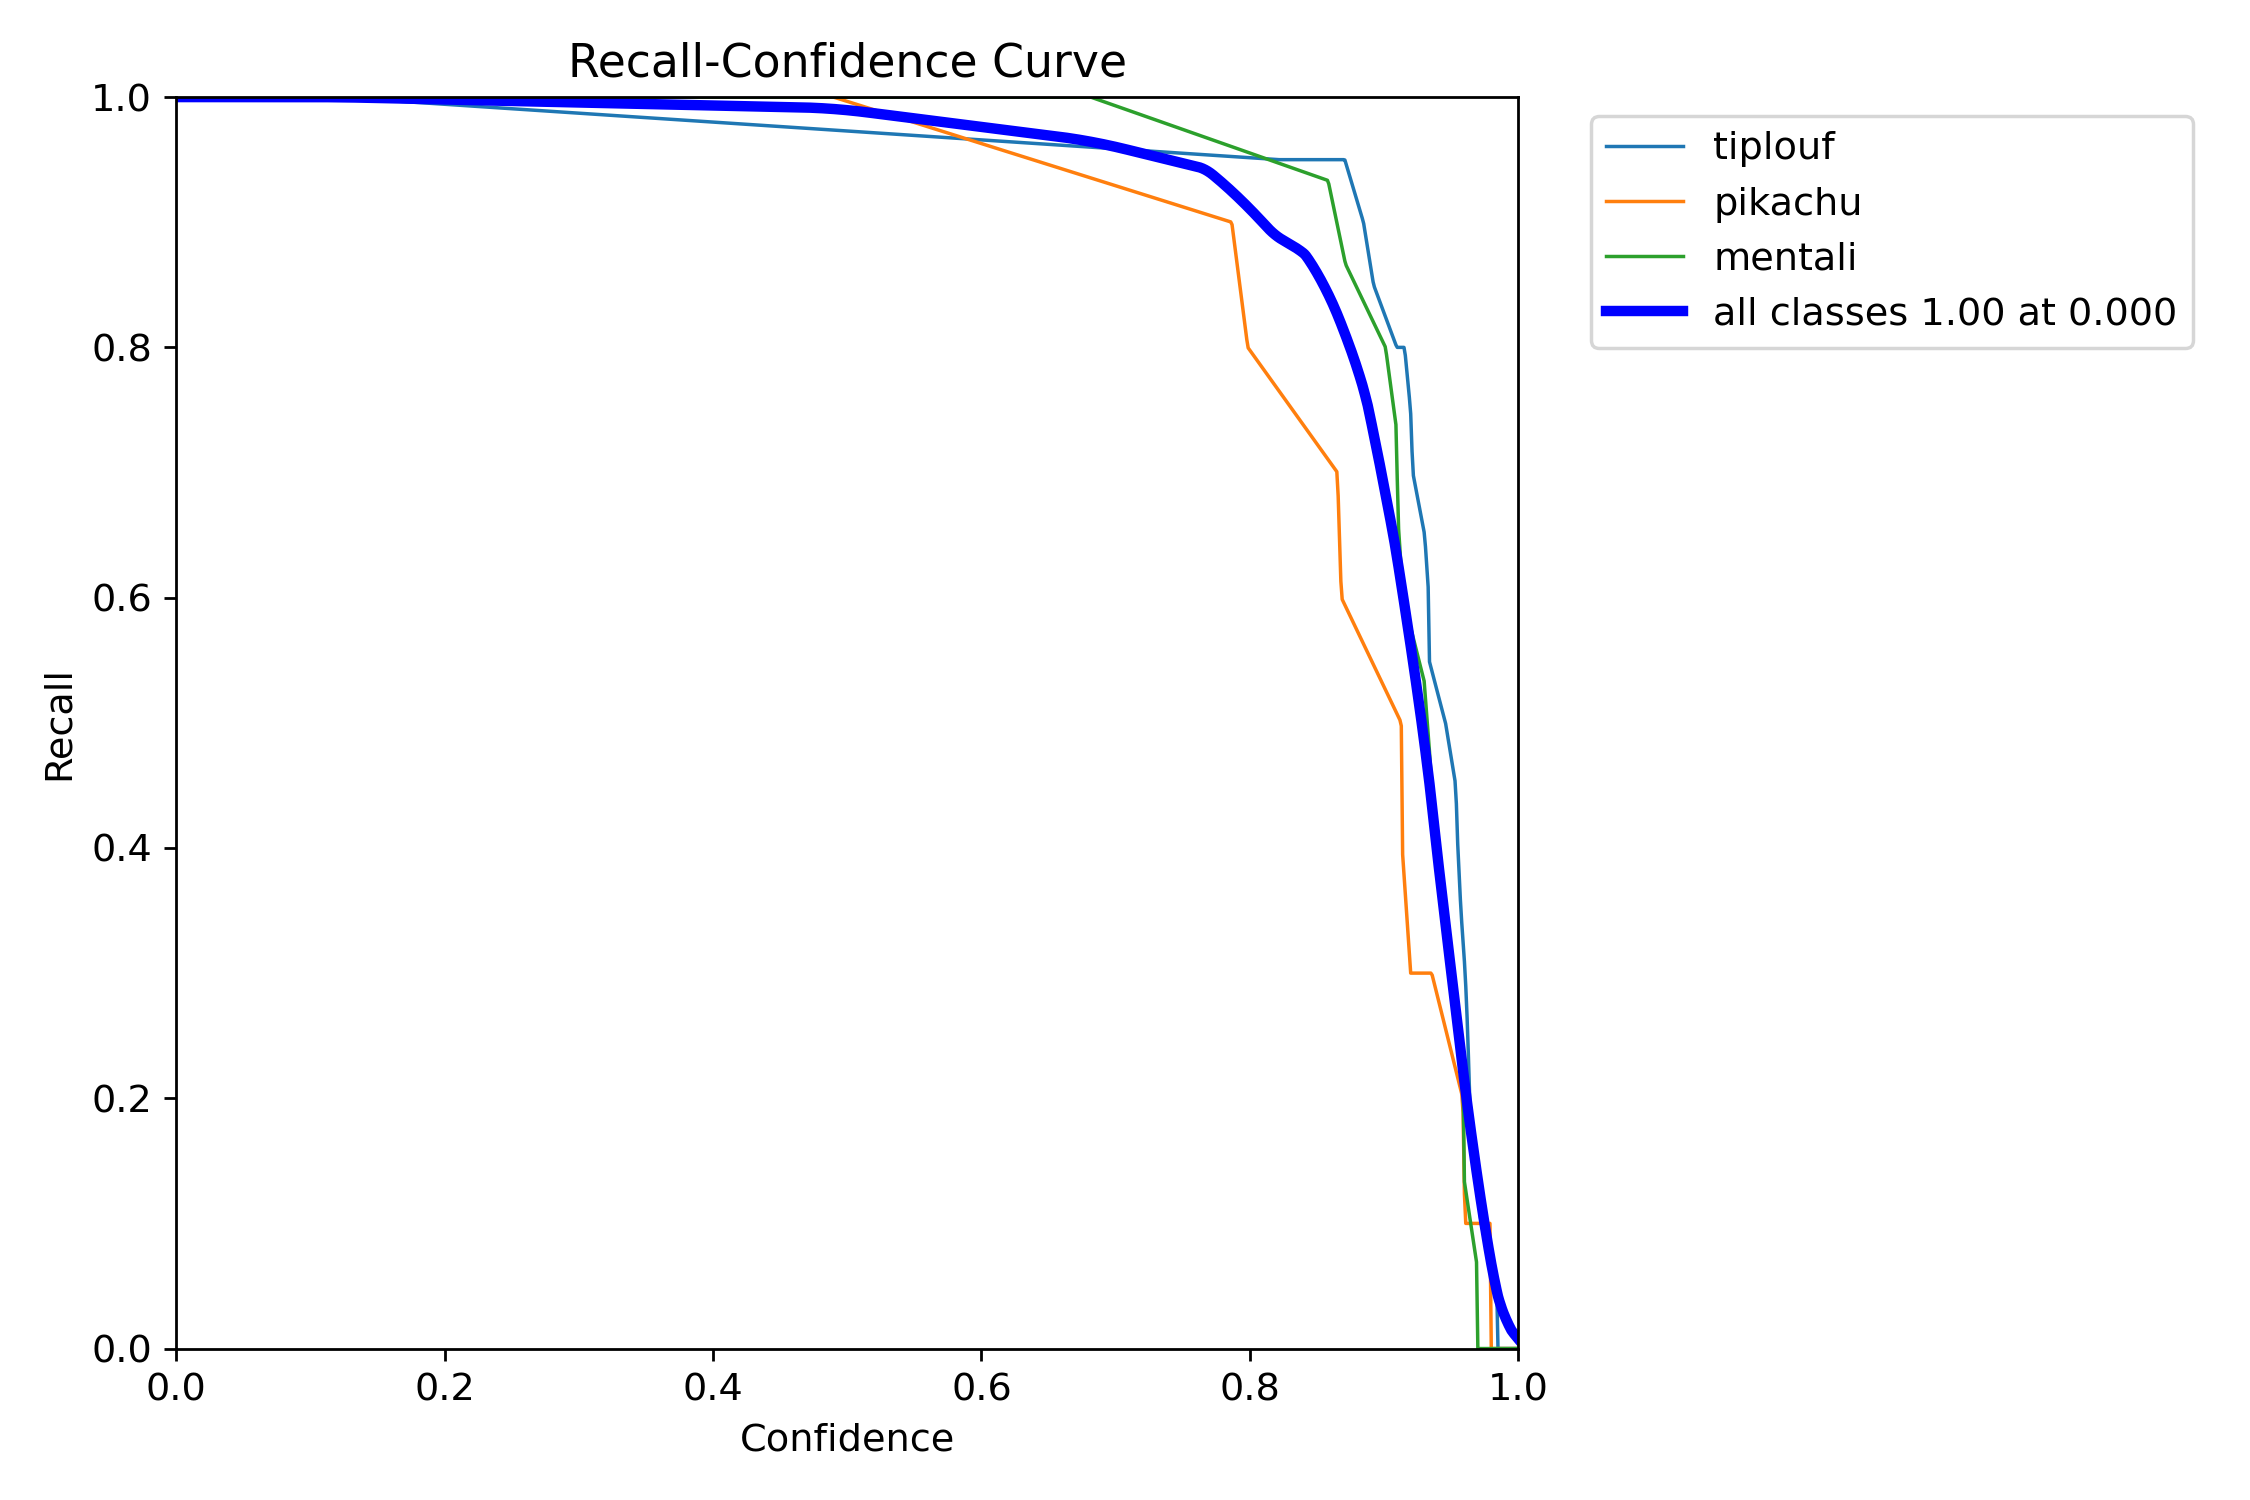 Recall-Confidence Curve
1.0
0.8
0.6
0.4
0.2
0.0
Recall
0.0 0.2 0.4 0.6 0.8 1.0
Confidence
tiplouf
pikachu
mentali
all classes 1.00 at 0.000